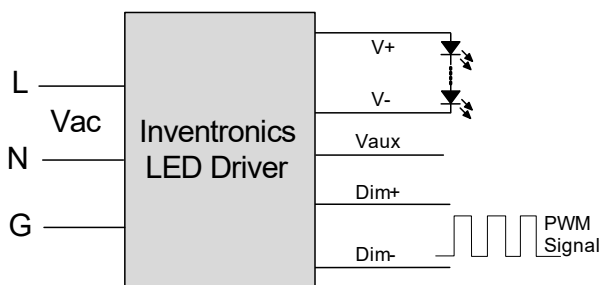 L
Vac
N
G
Inventronics
LED Driver
V+
V-
Vaux
Dim+
Dim-
PWM
Signal